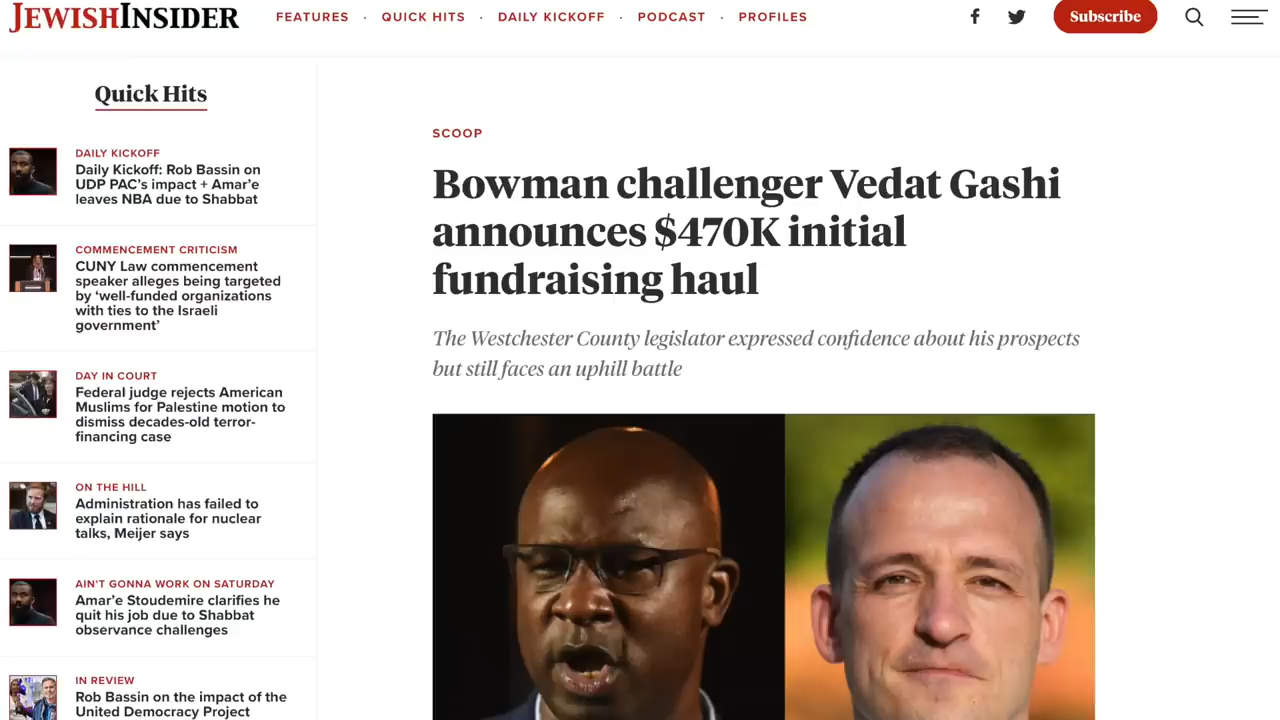 JEWISHINSIDER
FEATURES · QUICK HITS · DAILY KICKOFF · PODCAST · PROFILES
Subscribe
Quick Hits
DAILY KICKOFF
Daily Kickoff: Rob Bassin on
UDP PAC’s impact + Amar’e
leaves NBA due to Shabbat
COMMENCEMENT CRITICISM
CUNY Law commencement
speaker alleges being targeted
by ‘well-funded organizations
with ties to the Israeli
government’
DAY IN COURT
Federal judge rejects American
Muslims for Palestine motion to
dismiss decades-old terror-
financing case
ON THE HILL
Administration has failed to
explain rationale for nuclear
talks, Meijer says
AIN'T GONNA WORK ON SATURDAY
Amar’e Stoudemire clarifies he
quit his job due to Shabbat
observance challenges
IN REVIEW
Rob Bassin on the impact of the
United Democracy Project
SCOOP
Bowman challenger Vedat Gashi
announces $470K initial
fundraising haul
The Westchester County legislator expressed confidence about his prospects
but still faces an uphill battle